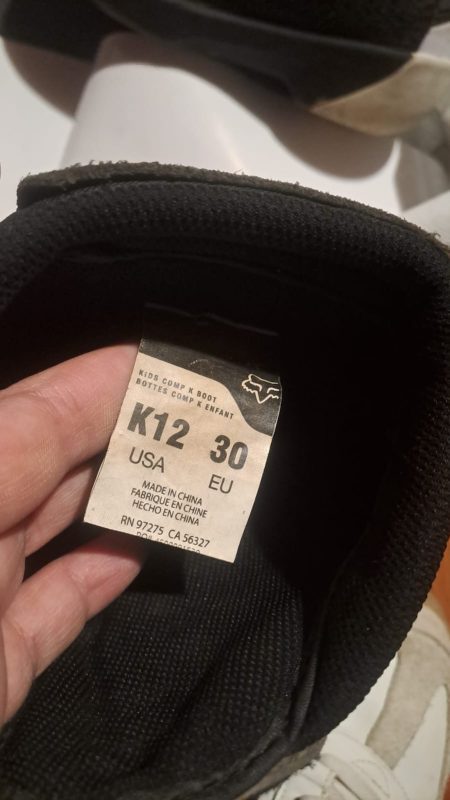 KIDS COMP K BOOT
BOTTES COMP K ENFANT
K12 30
USA EU
MADE IN CHINA
FABRIQUE EN CHINE
HECHO EN CHINA
RN 97275 CA 56327